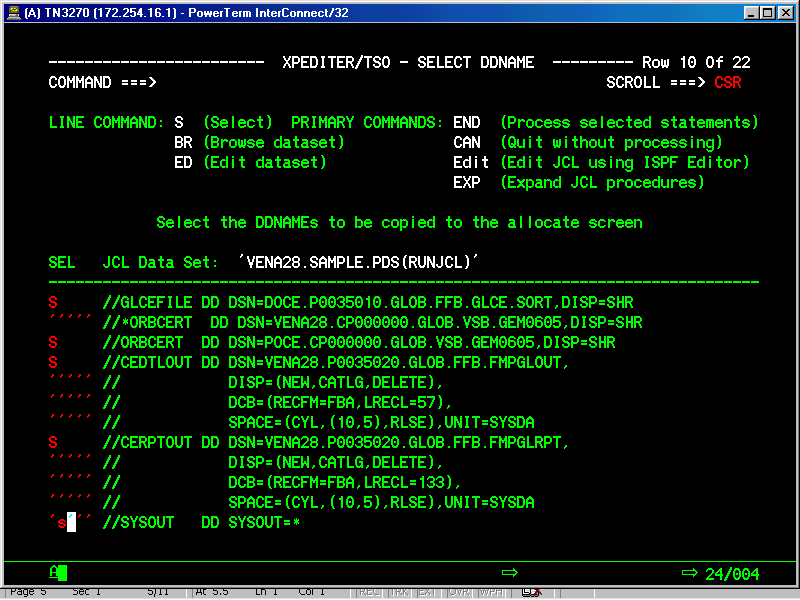 (A) TN3270 (172.254.16.1) - PowerTerm InterConnect/32
------------------------ XPEDITER/TSO - SELECT DDNAME --------- Row 10 Of 22
COMMAND ===> SCROLL ===> CSR
LINE COMMAND: S (Select) PRIMARY COMMANDS: END (Process selected statements)
BR (Browse dataset) CAN (Quit without processing)
ED (Edit dataset) Edit (Edit JCL using ISPF Editor)
EXP (Expand JCL procedures)
Select the DDNAMEs to be copied to the allocate screen
SEL JCL Data Set: 'VENA28.SAMPLE.PDS(RUNJCL)'
-------------------------------------------------------------------------------
S //GLCEFILE DD DSN=DOCE.P0035010.GLOB.FFB.GLCE.SORT,DISP=SHR
''''' //*ORBCERT DD DSN=VENA28.CP000000.GLOB.VSB.GEM0605,DISP=SHR
S //ORBCERT DD DSN=POCE.CP000000.GLOB.VSB.GEM0605,DISP=SHR
S //CEDTLOUT DD DSN=VENA28.P0035020.GLOB.FFB.FMPGLOUT,
''''' // DISP=(NEW,CATLG,DELETE),
''''' // DCB=(RECFM=FBA,LRECL=57),
''''' // SPACE=(CYL,(10,5),RLSE),UNIT=SYSDA
S //CERPTOUT DD DSN=VENA28.P0035020.GLOB.FFB.FMPGLRPT,
''''' // DISP=(NEW,CATLG,DELETE),
''''' // DCB=(RECFM=FBA,LRECL=133),
''''' // SPACE=(CYL,(10,5),RLSE),UNIT=SYSDA
's''' //SYSOUT DD SYSOUT=*
A 24/004
Page 5 Sec 1 5/11 At 5.5 Ln 1 Col 1 REC TRK EXT OVR WPH